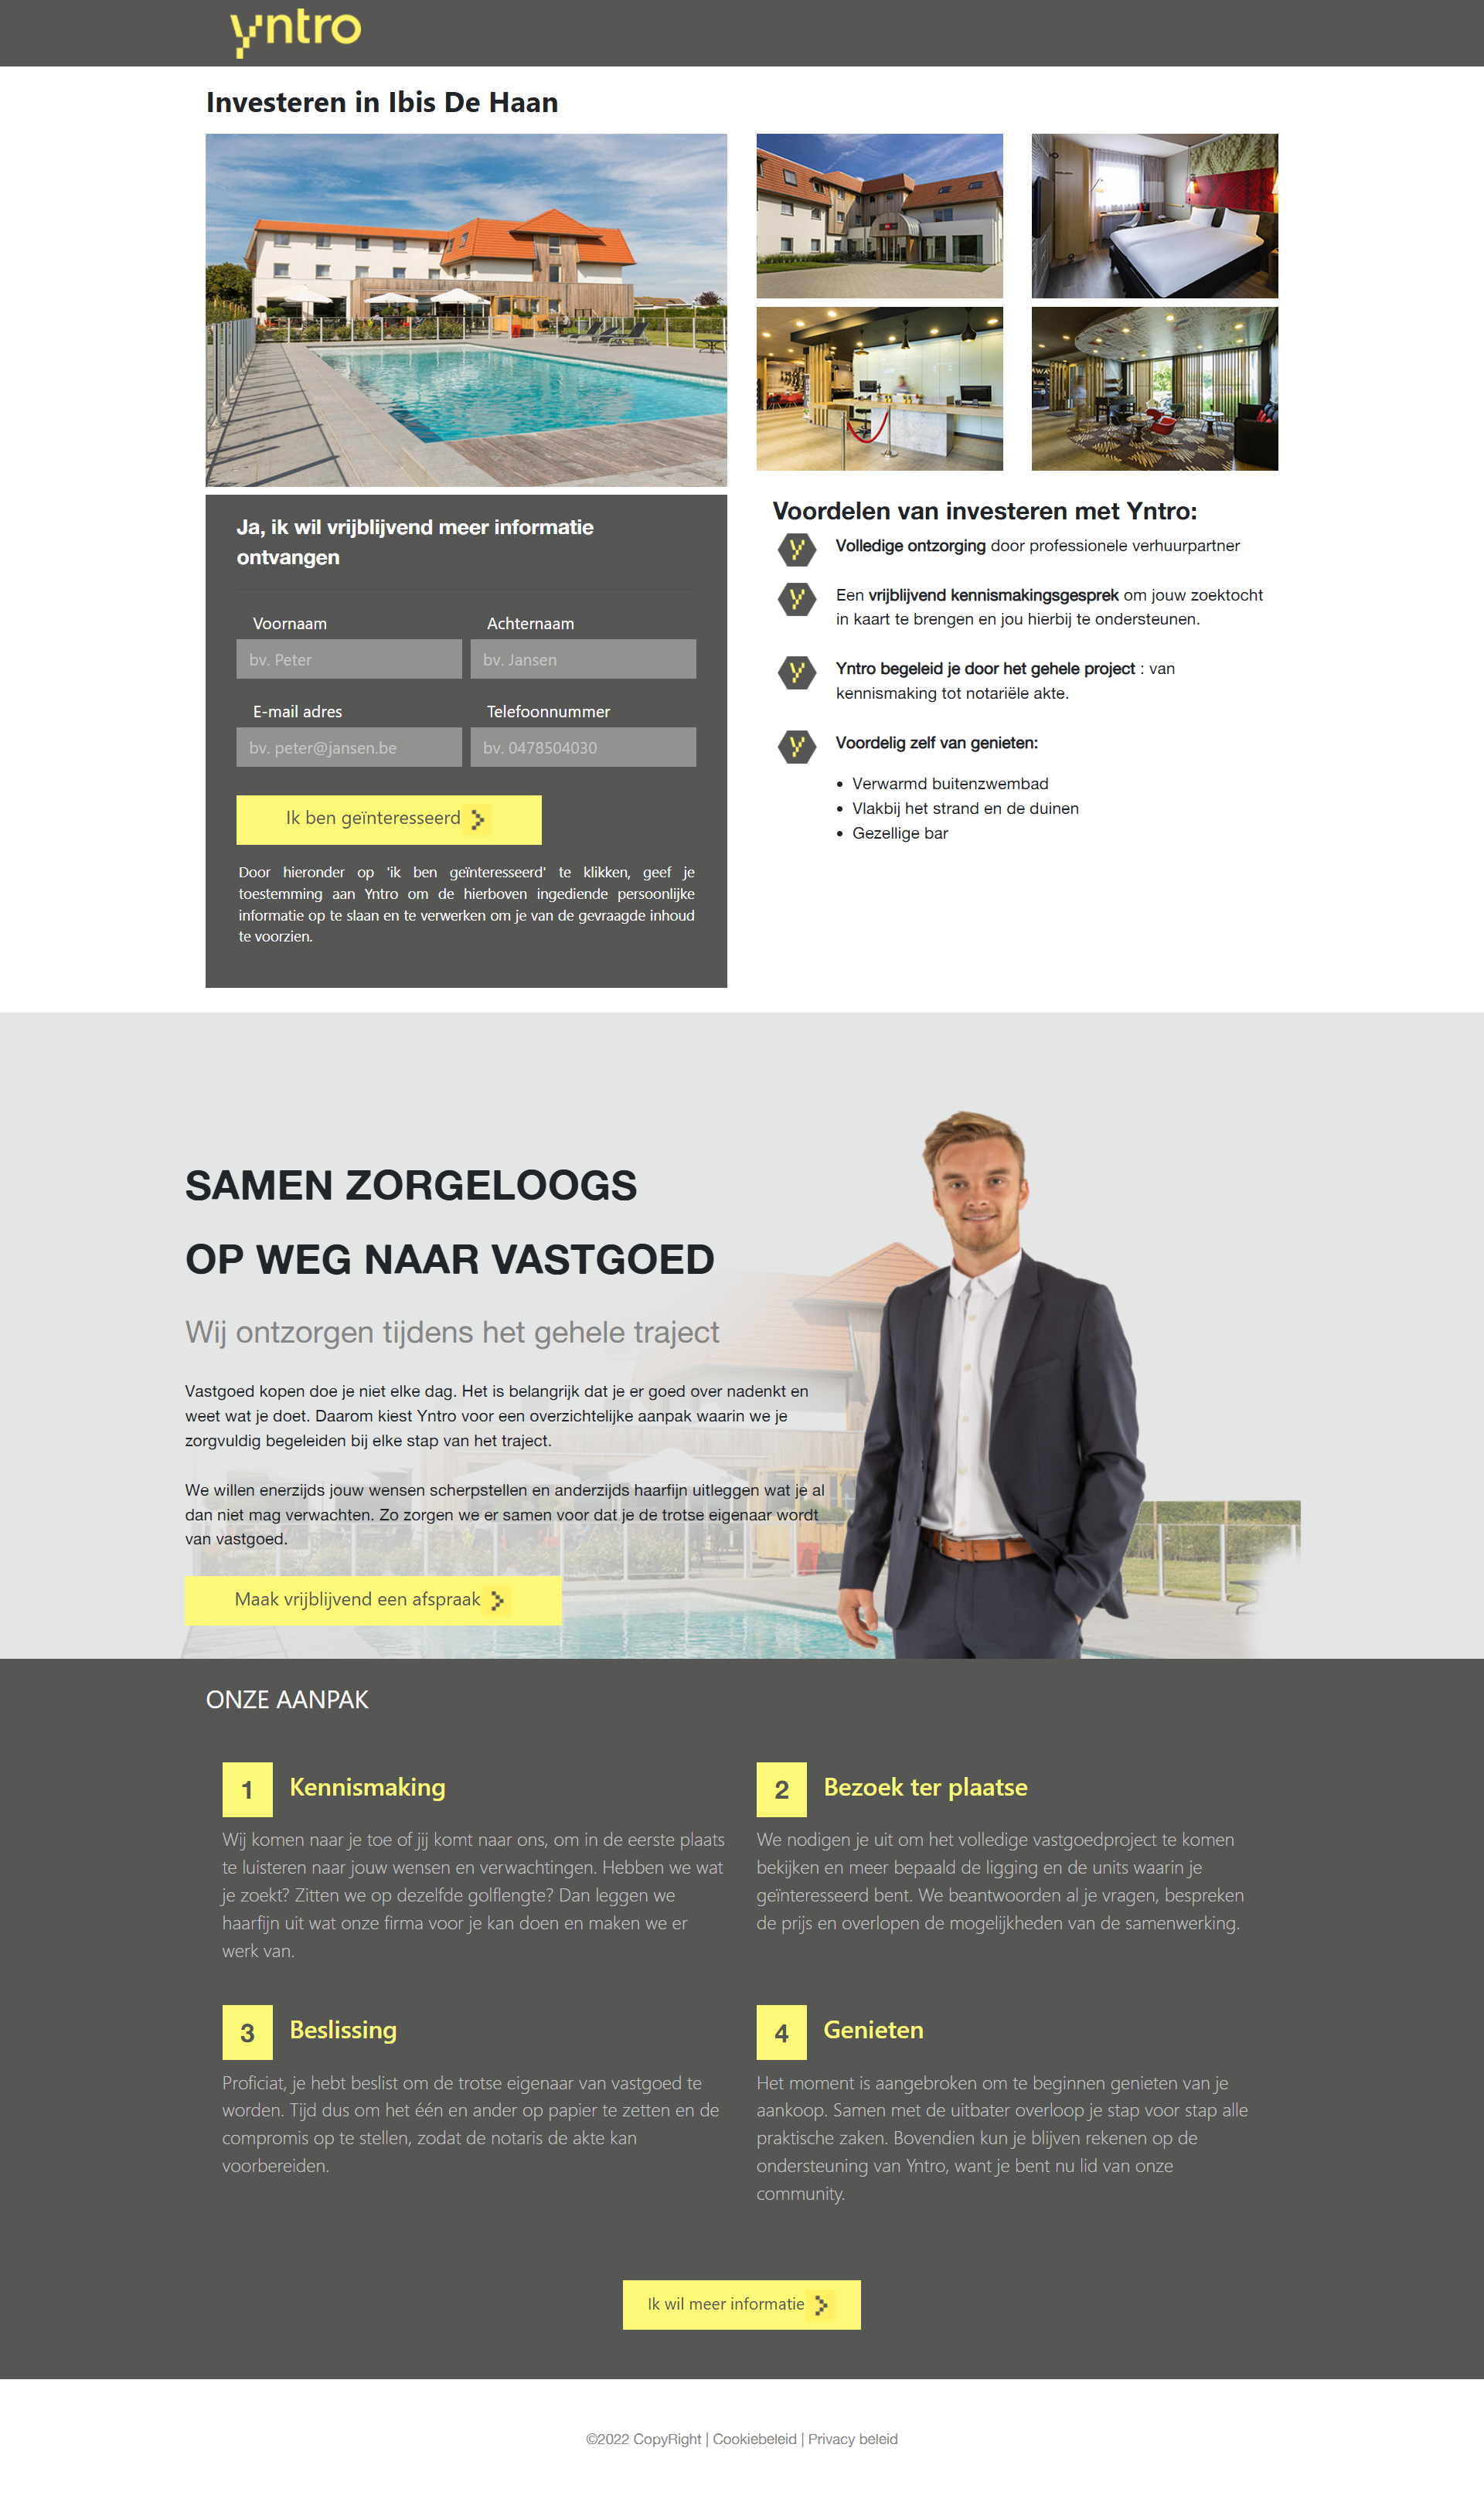 yntro
Investeren in Ibis De Haan
Ja, ik wil vrijblijvend meer informatie
ontvangen
Voornaam
Achternaam
bv. Peter
bv. Jansen
E-mail adres
Telefoonnummer
bv. peter@jansen.be
bv. 0478504030
Ik ben geïnteresseerd
Door hieronder op 'ik ben geïnteresseerd' te klikken, geef je
toestemming aan Yntro om de hierboven ingediende persoonlijke
informatie op te slaan en te verwerken om je van de gevraagde inhoud
te voorzien.
Voordelen van investeren met Yntro:
Volledige ontzorging door professionele verhuurpartner
Een vrijblijvend kennismakingsgesprek om jouw zoektocht
in kaart te brengen en jou hierbij te ondersteunen.
Yntro begeleid je door het gehele project : van
kennismaking tot notariële akte.
Voordelig zelf van genieten:
• Verwarmd buitenzwembad
• Vlakbij het strand en de duinen
• Gezellige bar
SAMEN ZORGELOOGS
OP WEG NAAR VASTGOED
Wij ontzorgen tijdens het gehele traject
Vastgoed kopen doe je niet elke dag. Het is belangrijk dat je er goed over nadenkt en
weet wat je doet. Daarom kiest Yntro voor een overzichtelijke aanpak waarin we je
zorgvuldig begeleiden bij elke stap van het traject.
We willen enerzijds jouw wensen scherpstellen en anderzijds haarfijn uitleggen wat je al
dan niet mag verwachten. Zo zorgen we er samen voor dat je de trotse eigenaar wordt
van vastgoed.
Maak vrijblijvend een afspraak
ONZE AANPAK
1 Kennismaking
Wij komen naar je toe of jij komt naar ons, om in de eerste plaats
te luisteren naar jouw wensen en verwachtingen. Hebben we wat
je zoekt? Zitten we op dezelfde golflengte? Dan leggen we
haarfijn uit wat onze firma voor je kan doen en maken we er
werk van.
2 Bezoek ter plaatse
We nodigen je uit om het volledige vastgoedproject te komen
bekijken en meer bepaald de ligging en de units waarin je
geïnteresseerd bent. We beantwoorden al je vragen, bespreken
de prijs en overlopen de mogelijkheden van de samenwerking.
3 Beslissing
Proficiat, je hebt beslist om de trotse eigenaar van vastgoed te
worden. Tijd dus om het één en ander op papier te zetten en de
compromis op te stellen, zodat de notaris de akte kan
voorbereiden.
4 Genieten
Het moment is aangebroken om te beginnen genieten van je
aankoop. Samen met de uitbater overloop je stap voor stap alle
praktische zaken. Bovendien kun je blijven rekenen op de
ondersteuning van Yntro, want je bent nu lid van onze
community.
Ik wil meer informatie
©2022 CopyRight | Cookiebeleid | Privacy beleid